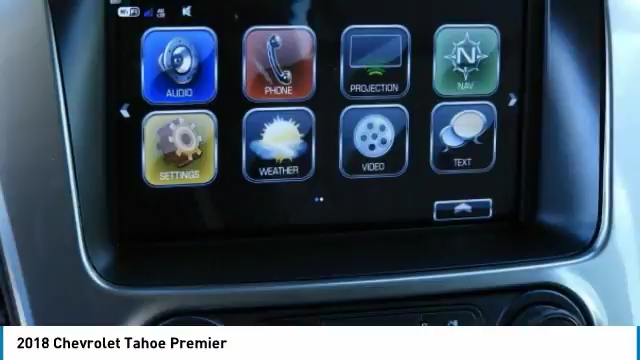 AUDIO PHONE PROJECTION NAV
SETTINGS WEATHER VIDEO TEXT
2018 Chevrolet Tahoe Premier